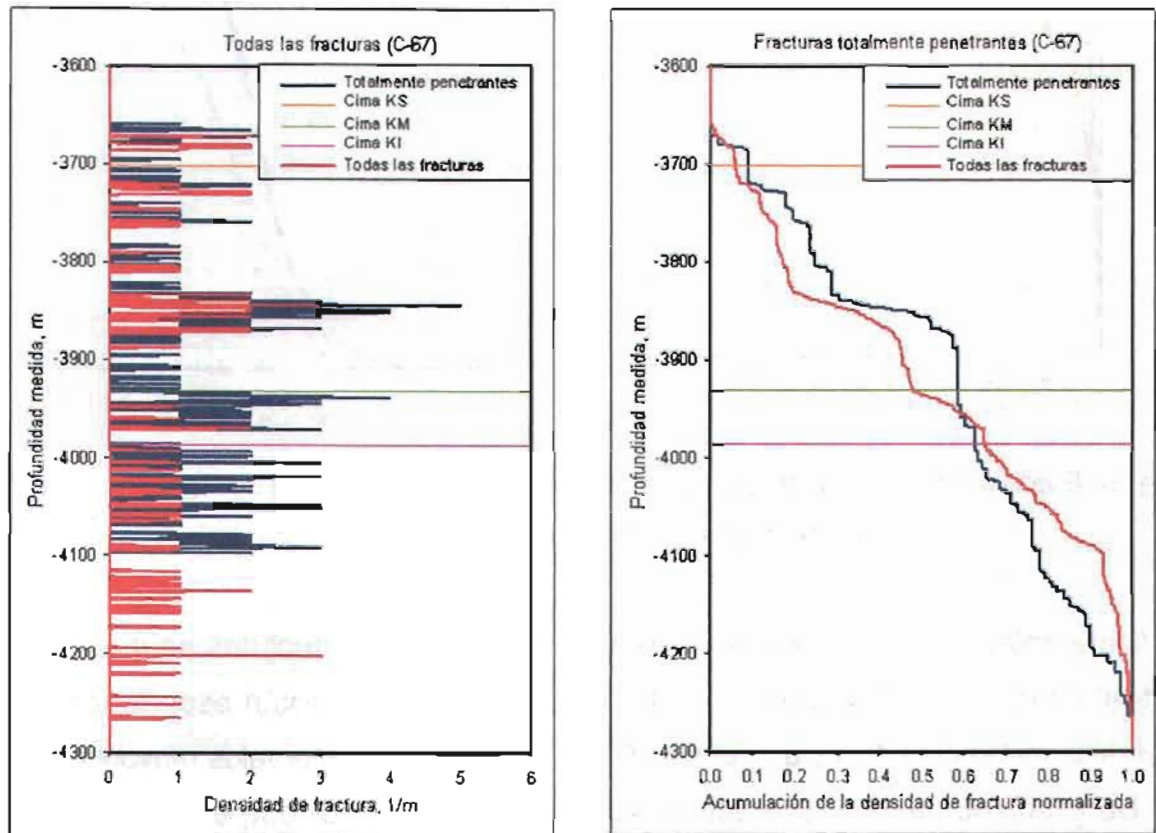 Todas las fracturas (C-67)
Totalmente penetrantes
Cima KS
Cima KM
Cima KI
Todas las fracturas
Profundidad medida, m
-3600
-3700
-3800
-3900
-4000
-4100
-4200
-4300
0 1 2 3 4 5 6
Densidad de fractura, 1/m
Fracturas totalmente penetrantes (C-67)
Totalmente penetrantes
Cima KS
Cima KM
Cima KI
Todas las fracturas
Profundidad medida, m
-3600
-3700
-3800
-3900
-4000
-4100
-4200
-4300
0.0 0.1 0.2 0.3 0.4 0.5 0.6 0.7 0.8 0.9 1.0
Acumulación de la densidad de fractura normalizada